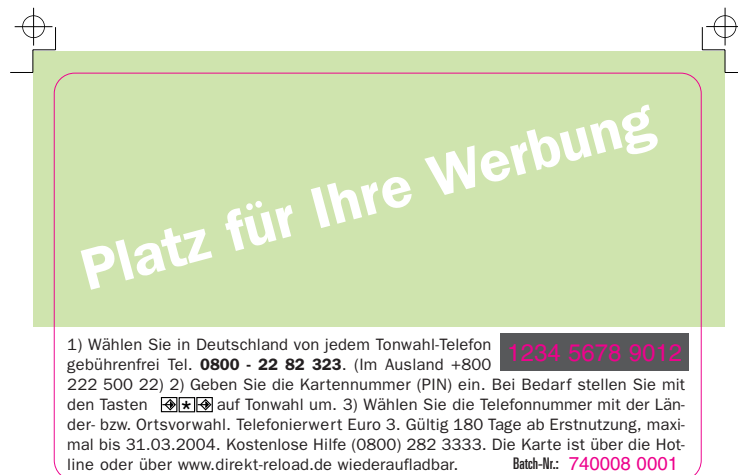 Platz für Ihre Werbung
1) Wählen Sie in Deutschland von jedem Tonwahl-Telefon
1234 5678 9012
gebührenfrei Tel. 0800 - 22 82 323. (Im Ausland +800
222 500 22) 2) Geben Sie die Kartennummer (PIN) ein. Bei Bedarf stellen Sie mit
den Tasten * auf Tonwahl um. 3) Wählen Sie die Telefonnummer mit der Län-
der- bzw. Ortsvorwahl. Telefonierwert Euro 3. Gültig 180 Tage ab Erstnutzung, maxi-
mal bis 31.03.2004. Kostenlose Hilfe (0800) 282 3333. Die Karte ist über die Hot-
line oder über www.direkt-reload.de wiederaufladbar. Batch-Nr.: 740008 0001